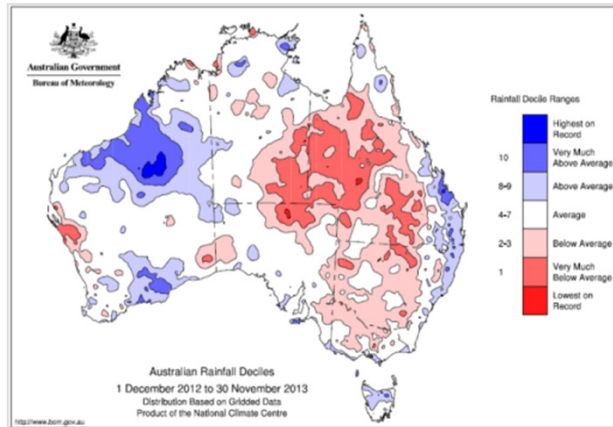 Australian Government
Bureau of Meteorology
Rainfall Decile Ranges
Highest on
Record
10
Very Much
Above Average
8-9
Above Average
4-7
Average
2-3
Below Average
1
Very Much
Below Average
Lowest on
Record
Australian Rainfall Deciles
1 December 2012 to 30 November 2013
Distribution Based on Gridded Data
Product of the National Climate Centre
http://www.bom.gov.au